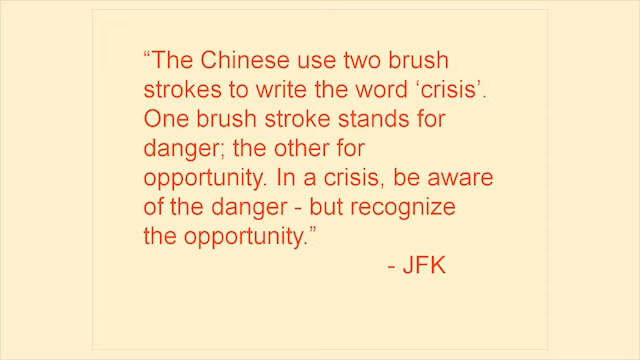 “The Chinese use two brush
strokes to write the word ‘crisis’.
One brush stroke stands for
danger; the other for
opportunity. In a crisis, be aware
of the danger - but recognize
the opportunity.”
- JFK